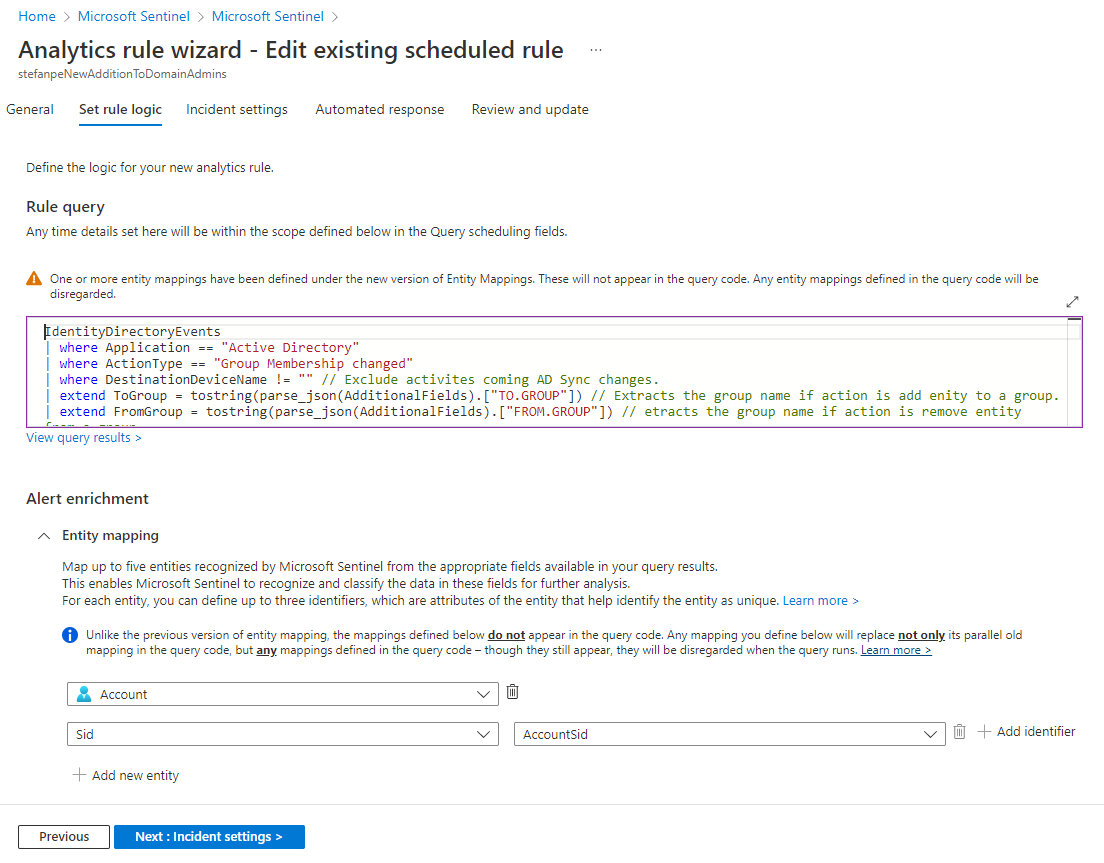 Home > Microsoft Sentinel > Microsoft Sentinel >
Analytics rule wizard - Edit existing scheduled rule ...
stefanpeNewAdditionToDomainAdmins
General Set rule logic Incident settings Automated response Review and update
Define the logic for your new analytics rule.
Rule query
Any time details set here will be within the scope defined below in the Query scheduling fields.
One or more entity mappings have been defined under the new version of Entity Mappings. These will not appear in the query code. Any entity mappings defined in the query code will be
disregarded.
IdentityDirectoryEvents
| where Application == "Active Directory"
| where ActionType == "Group Membership changed"
| where DestinationDeviceName != "" // Exclude activites coming AD Sync changes.
| extend ToGroup = tostring(parse_json(AdditionalFields).["TO.GROUP"]) // Extracts the group name if action is add enity to a group.
| extend FromGroup = tostring(parse_json(AdditionalFields).["FROM.GROUP"]) // etracts the group name if action is remove entity
View query results >
Alert enrichment
Entity mapping
Map up to five entities recognized by Microsoft Sentinel from the appropriate fields available in your query results.
This enables Microsoft Sentinel to recognize and classify the data in these fields for further analysis.
For each entity, you can define up to three identifiers, which are attributes of the entity that help identify the entity as unique. Learn more >
Unlike the previous version of entity mapping, the mappings defined below do not appear in the query code. Any mapping you define below will replace not only its parallel old
mapping in the query code, but any mappings defined in the query code – though they still appear, they will be disregarded when the query runs. Learn more >
Account
Sid AccountSid + Add identifier
+ Add new entity
Previous Next : Incident settings >